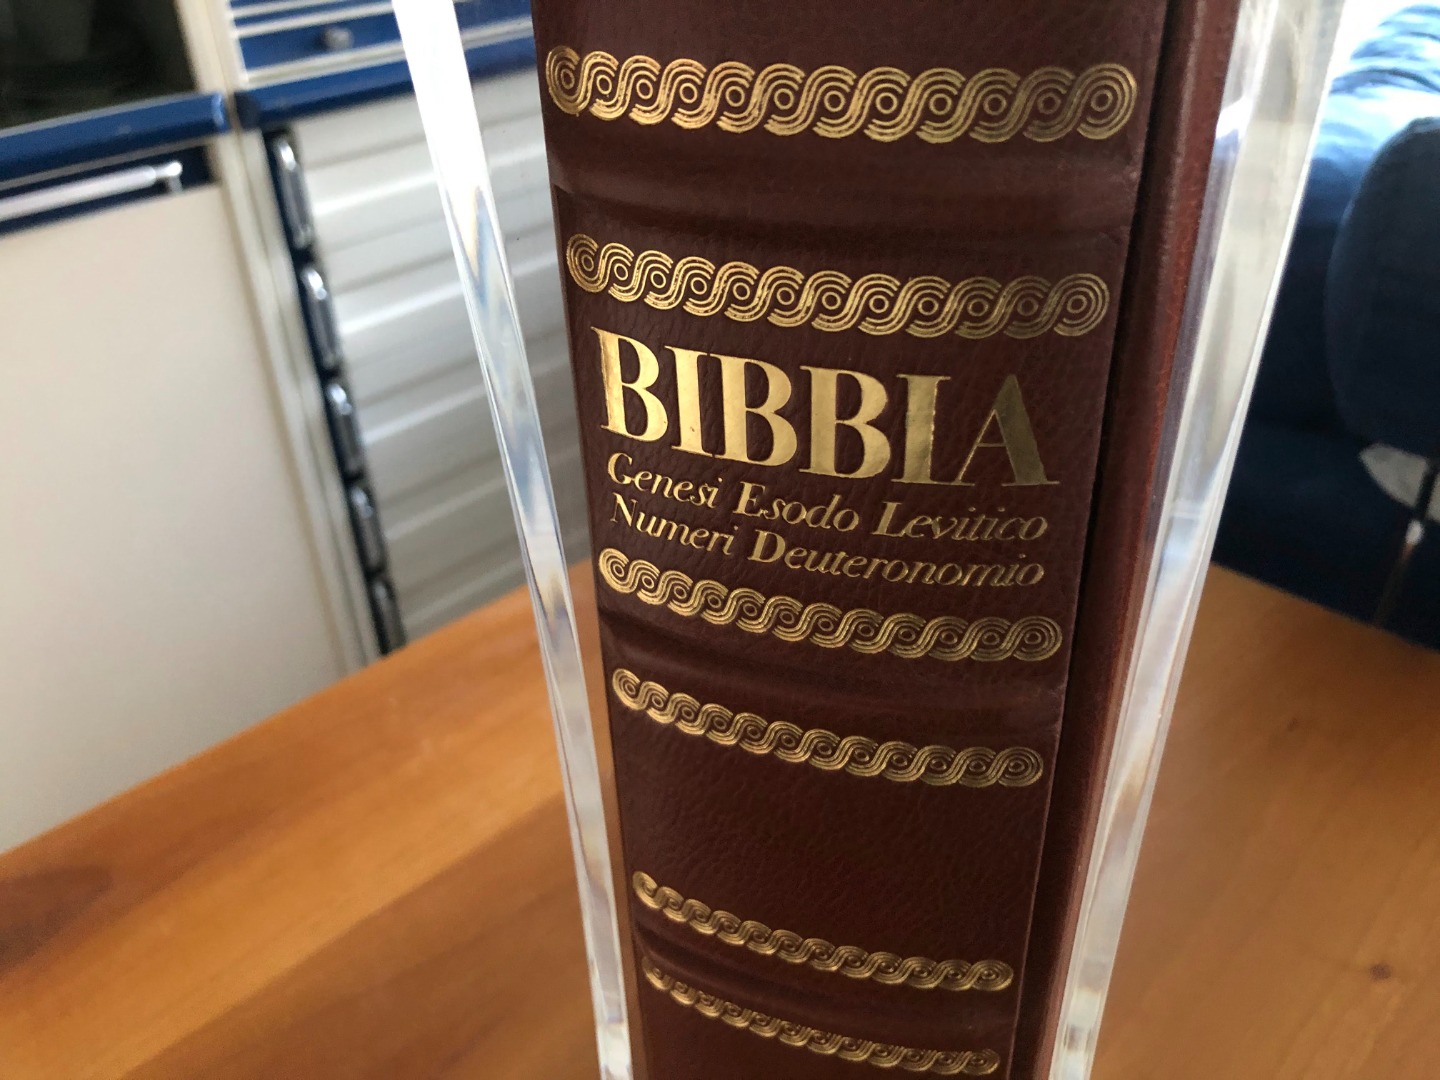 BIBBIA
Genesi Esodo Levitico
Numeri Deuteronomio